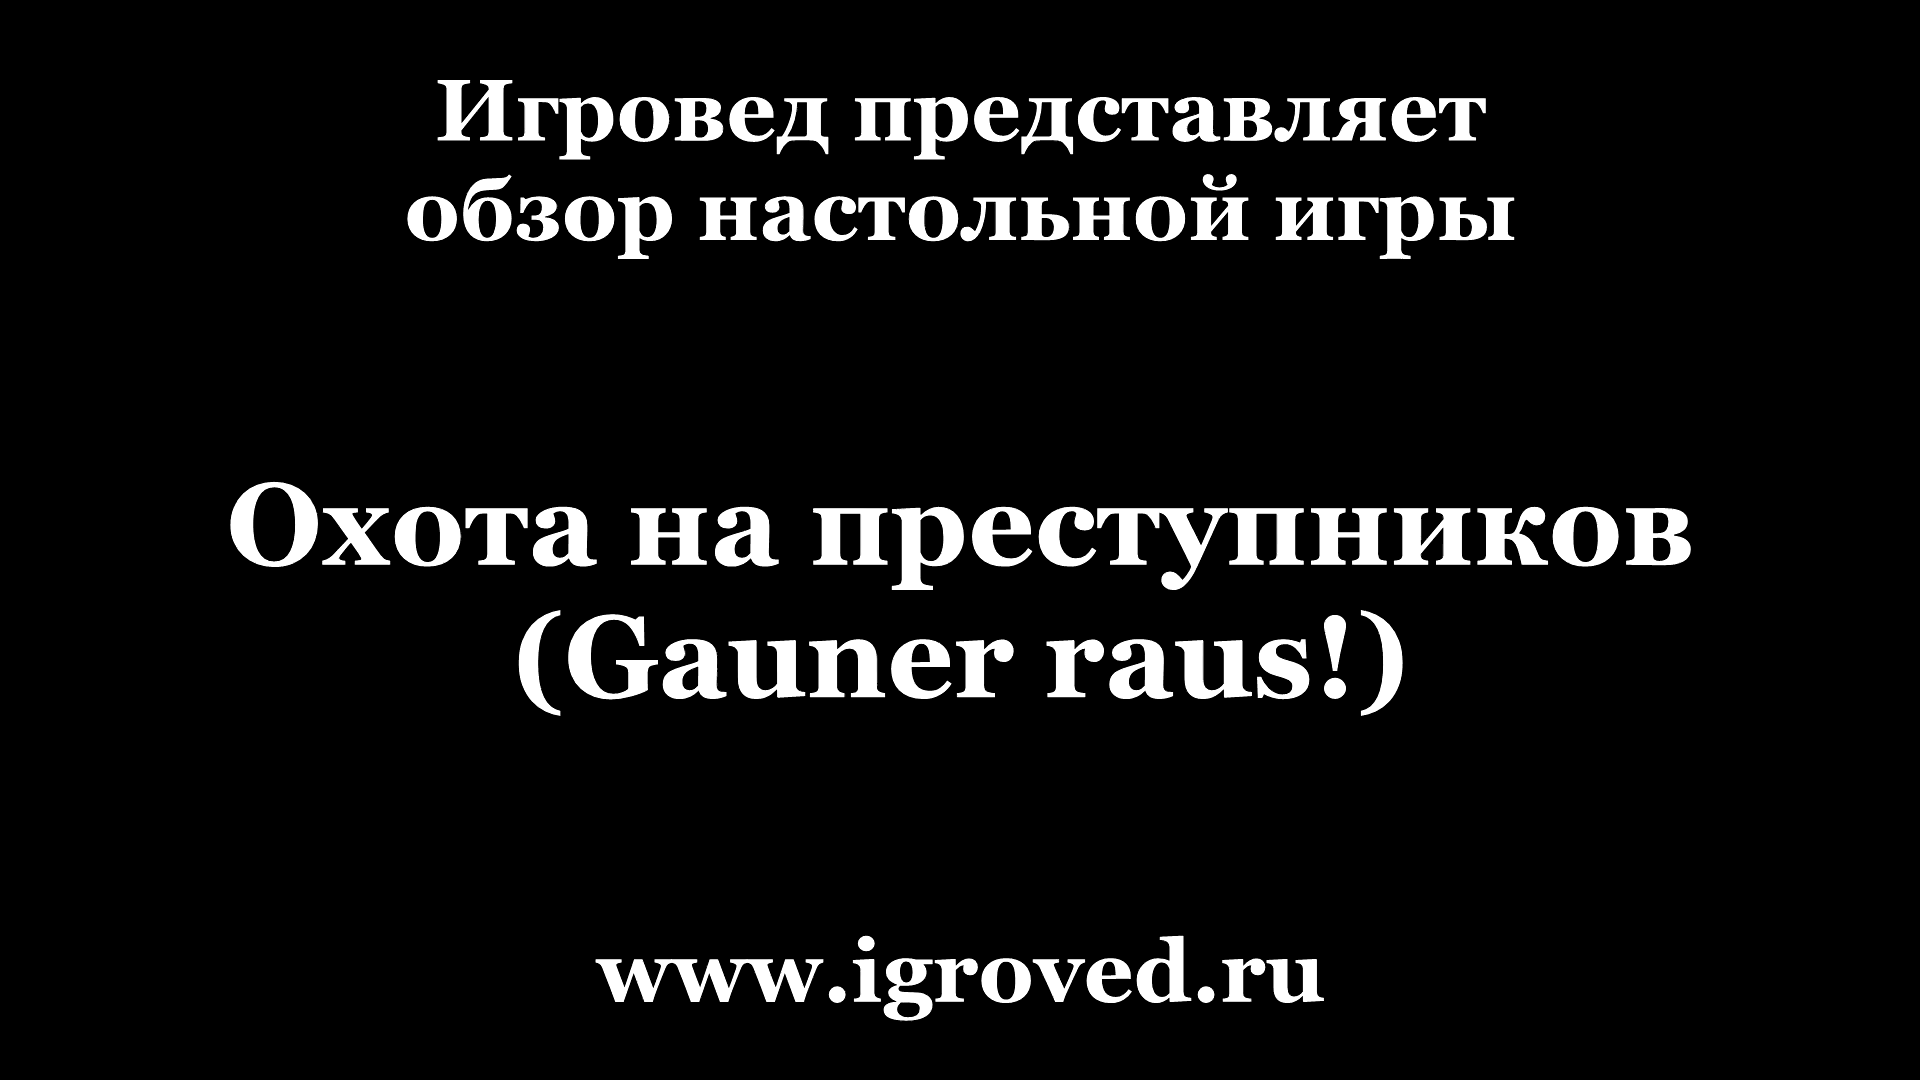 Игровед представляет
обзор настольной игры
Охота на преступников
(Gauner raus!)
www.igroved.ru